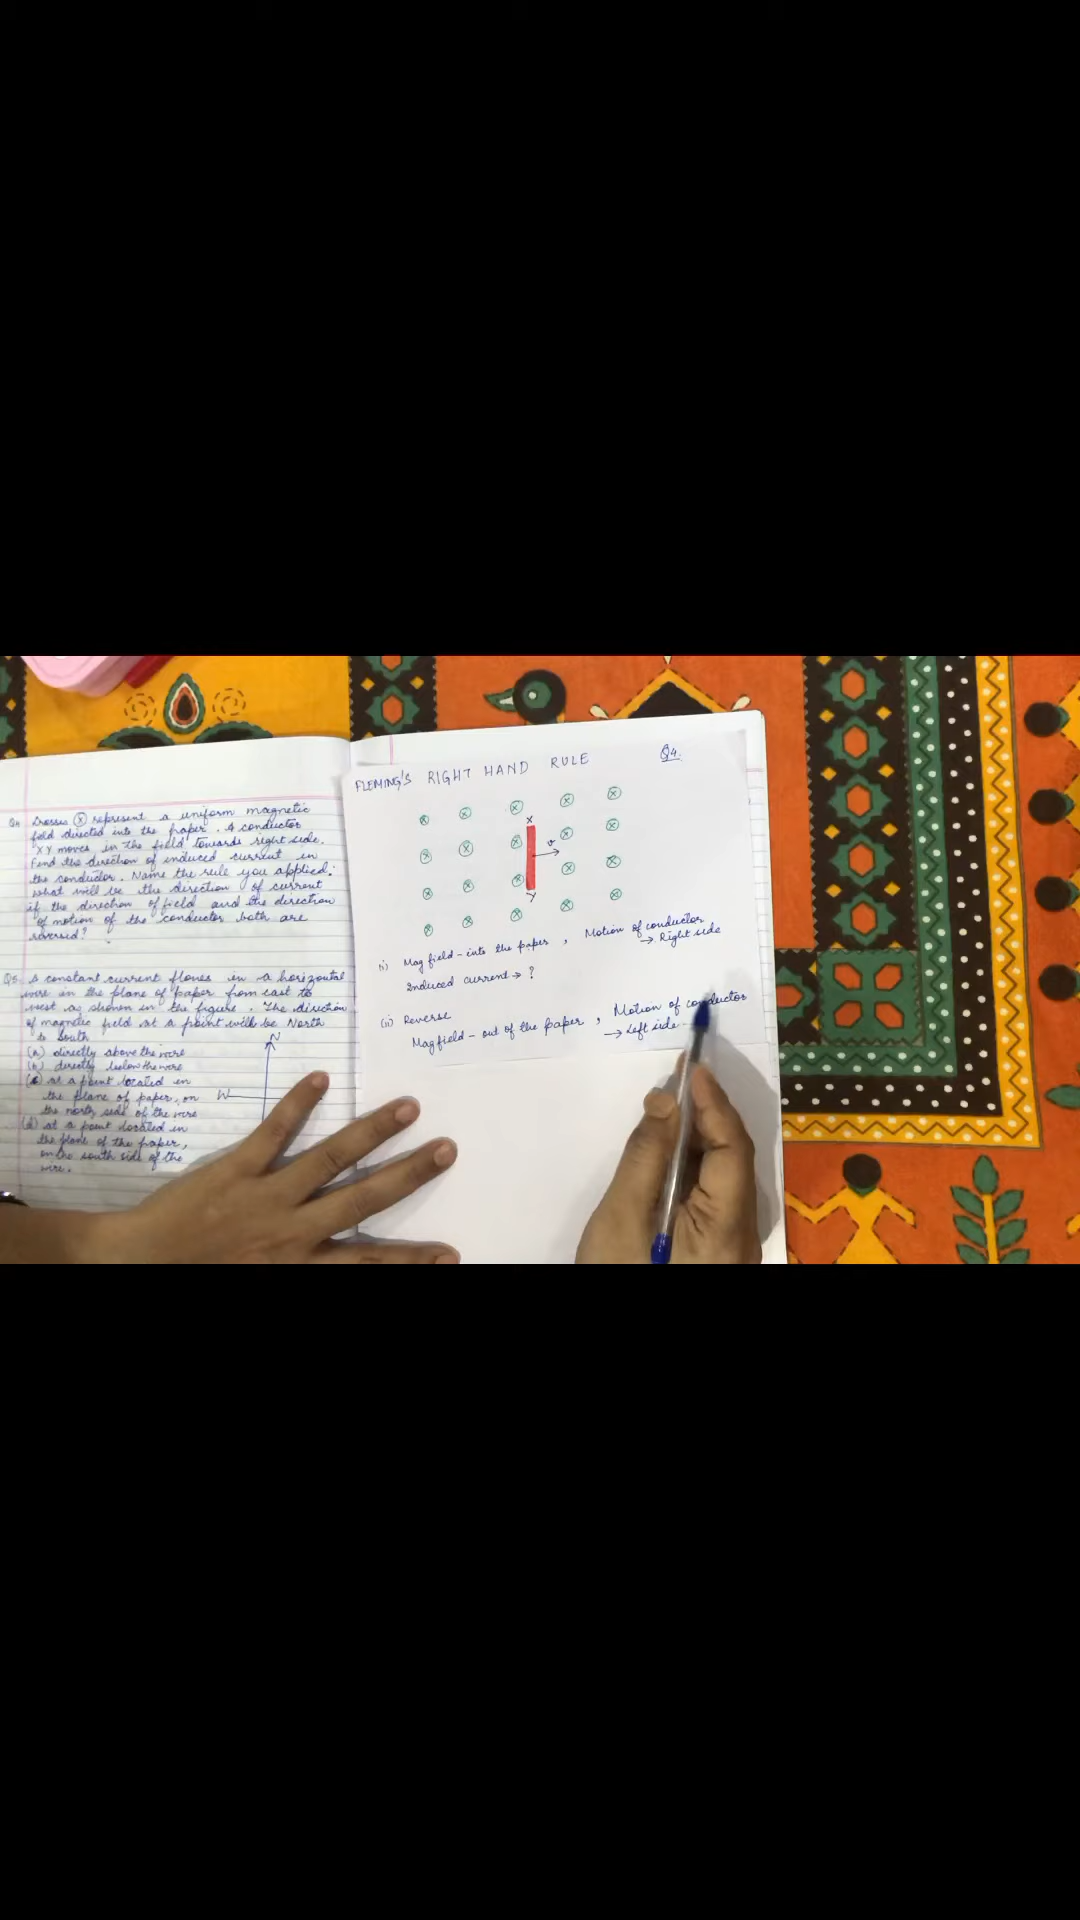 Q4 Crosses ⓧ represent a uniform magnetic
field directed into the paper. A conductor
XY moves in the field towards right side.
Find the direction of induced current in
the conductor. Name the rule you applied.
What will be the direction of current
if the direction of field and the direction
of motion of the conductor both are
reversed?
Q5 A constant current flows in a horizontal
wire in the plane of paper from east to
west as shown in the figure. The direction
of magnetic field at a point will be North
to South
(a) directly above the wire
(b) directly below the wire
(c) at a point located in
the plane of paper, on
the north side of the wire
(d) at a point located in
the plane of the paper,
on the south side of the
wire.
N
W
FLEMING'S RIGHT HAND RULE
Q4.
X
v
Y
(i) Mag field - into the paper, Motion of conductor
→ Right side
Induced current → ?
(ii) Reverse
Mag field - out of the paper, Motion of conductor
→ Left side